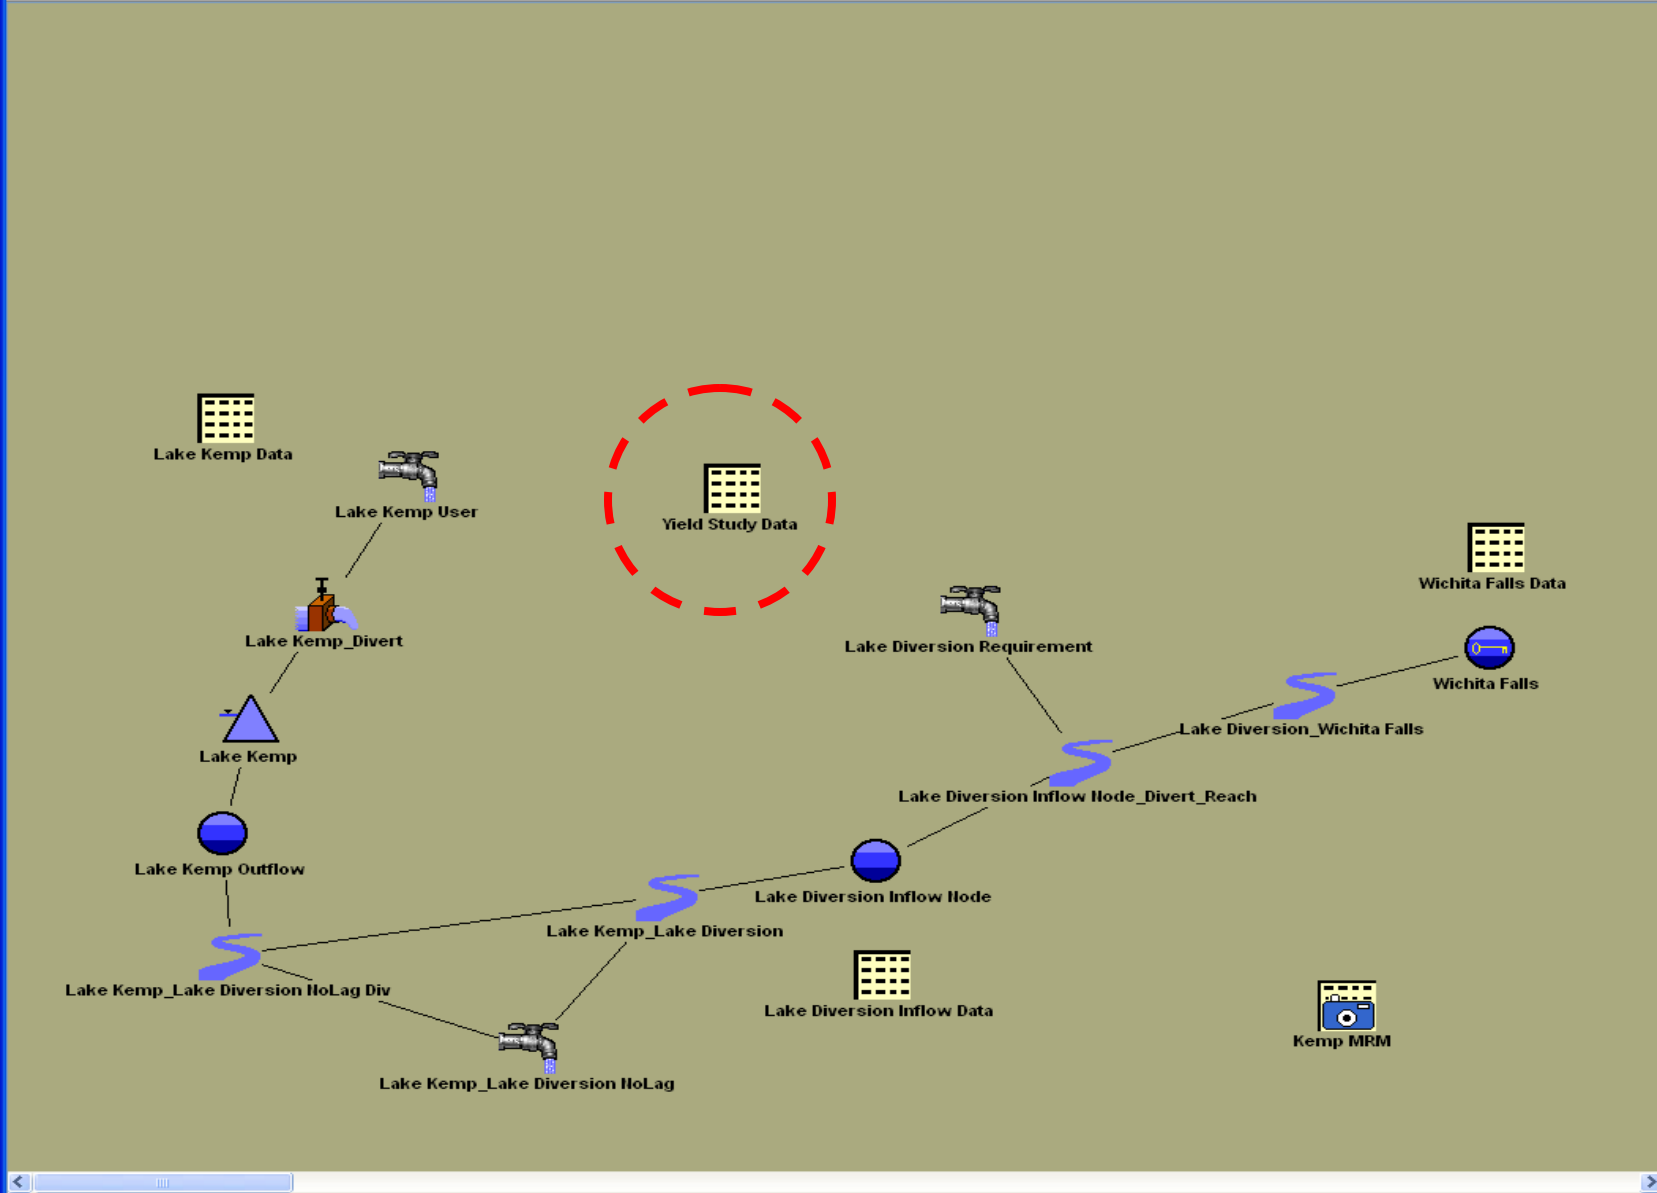 Lake Kemp Data
Lake Kemp User
Yield Study Data
Wichita Falls Data
Lake Kemp_Divert
Lake Diversion Requirement
Wichita Falls
Lake Diversion_Wichita Falls
Lake Kemp
Lake Diversion Inflow Node_Divert_Reach
Lake Kemp Outflow
Lake Diversion Inflow Node
Lake Kemp_Lake Diversion
Lake Kemp_Lake Diversion NoLag Div
Lake Diversion Inflow Data
Kemp MRM
Lake Kemp_Lake Diversion NoLag